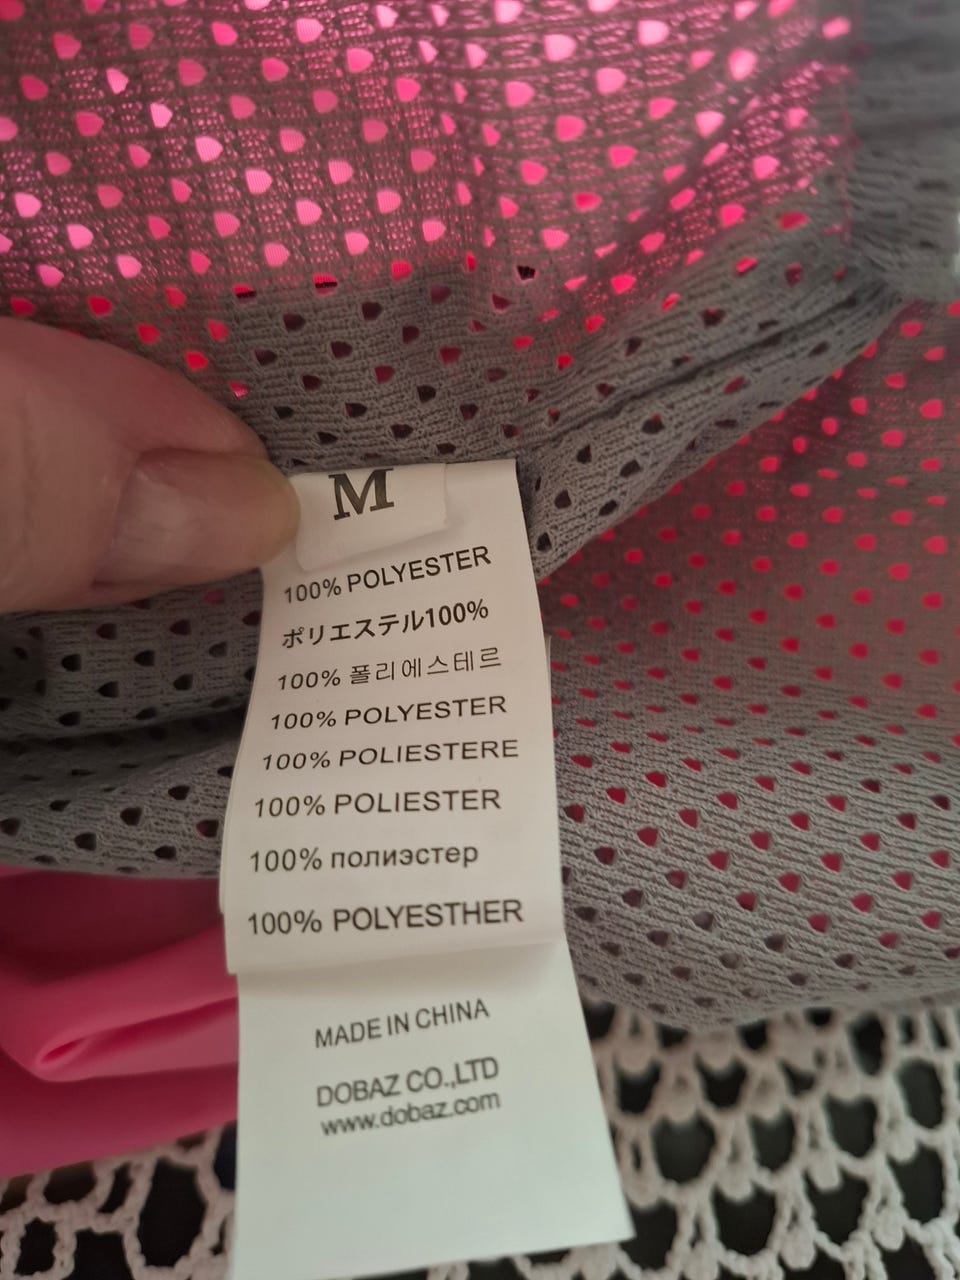 M
100% POLYESTER
ポリエステル100%
100% 폴리에스테르
100% POLYESTER
100% POLIESTERE
100% POLIESTER
100% полиэстер
100% POLYESTHER
MADE IN CHINA
DOBAZ CO.,LTD
www.dobaz.com